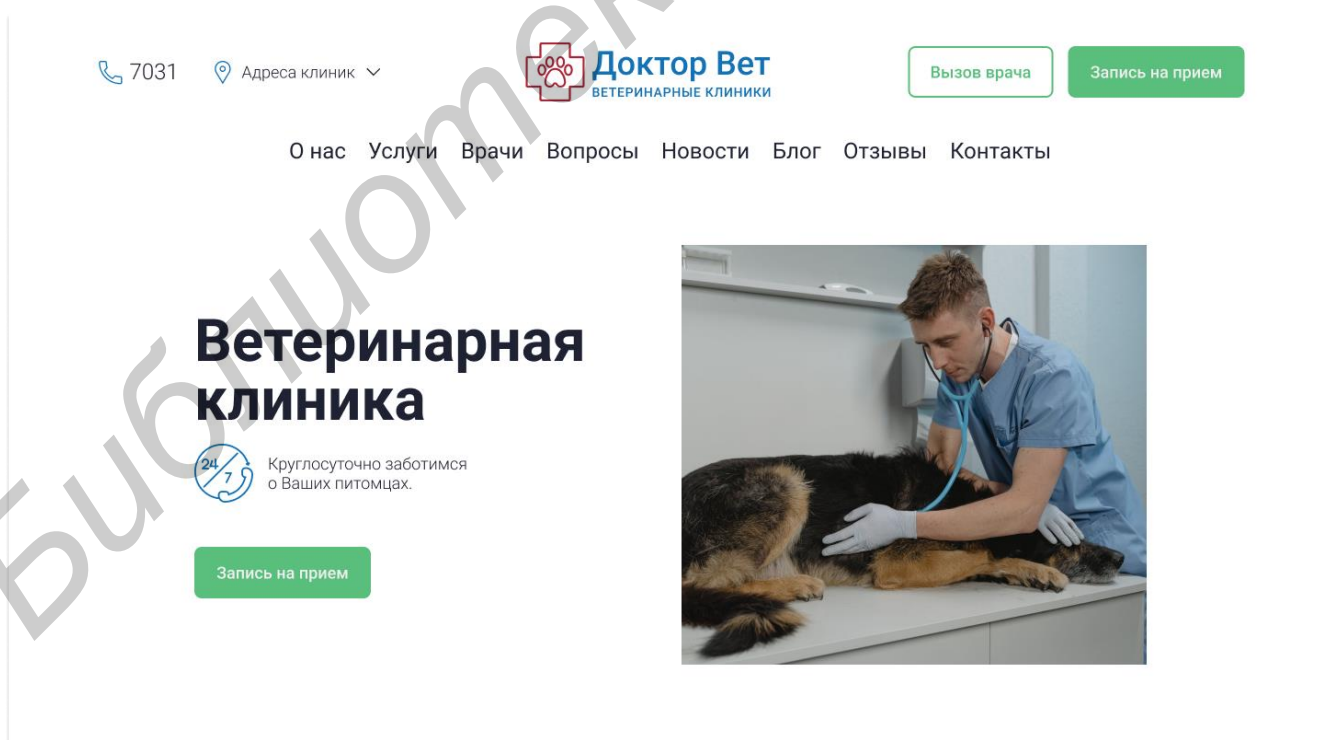 7031
Адреса клиник
Доктор Вет
ВЕТЕРИНАРНЫЕ КЛИНИКИ
Вызов врача
Запись на прием
О нас Услуги Врачи Вопросы Новости Блог Отзывы Контакты
Ветеринарная
клиника
24/7
Круглосуточно заботимся
о Ваших питомцах.
Запись на прием